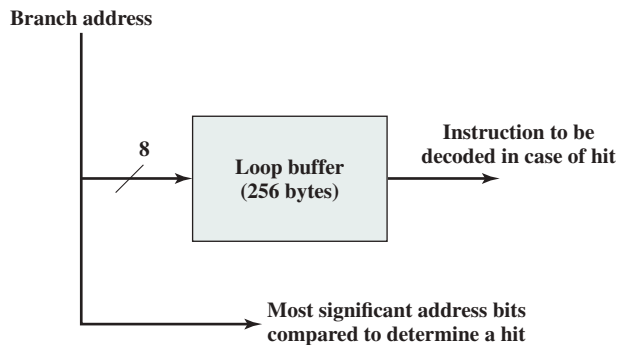 Branch address
8
Loop buffer
(256 bytes)
Instruction to be
decoded in case of hit
Most significant address bits
compared to determine a hit